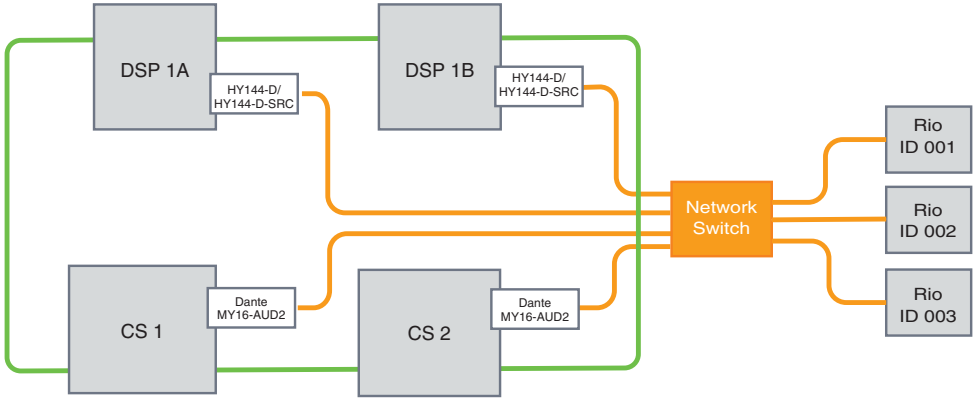 DSP 1A
HY144-D/
HY144-D-SRC
DSP 1B
HY144-D/
HY144-D-SRC
Rio
ID 001
Network
Switch
Rio
ID 002
Rio
ID 003
CS 1
Dante
MY16-AUD2
CS 2
Dante
MY16-AUD2